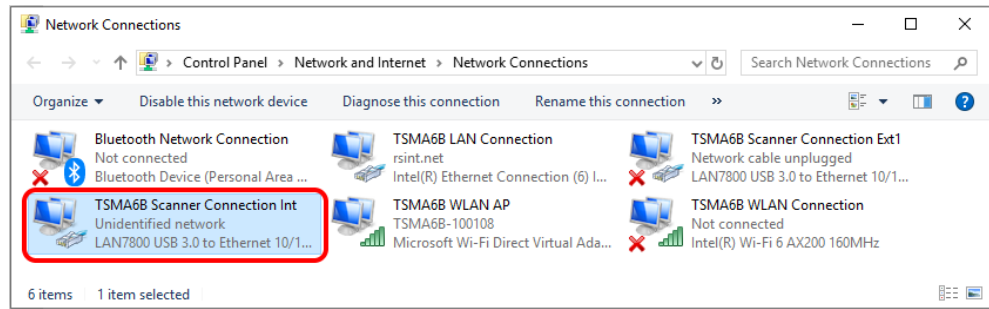 Network Connections
Control Panel > Network and Internet > Network Connections
Search Network Connections
Organize
Disable this network device
Diagnose this connection
Rename this connection
»
Bluetooth Network Connection
Not connected
Bluetooth Device (Personal Area ...
TSMA6B LAN Connection
rsint.net
Intel(R) Ethernet Connection (6) I...
TSMA6B Scanner Connection Ext1
Network cable unplugged
LAN7800 USB 3.0 to Ethernet 10/1...
TSMA6B Scanner Connection Int
Unidentified network
LAN7800 USB 3.0 to Ethernet 10/1...
TSMA6B WLAN AP
TSMA6B-100108
Microsoft Wi-Fi Direct Virtual Ada...
TSMA6B WLAN Connection
Not connected
Intel(R) Wi-Fi 6 AX200 160MHz
6 items
1 item selected